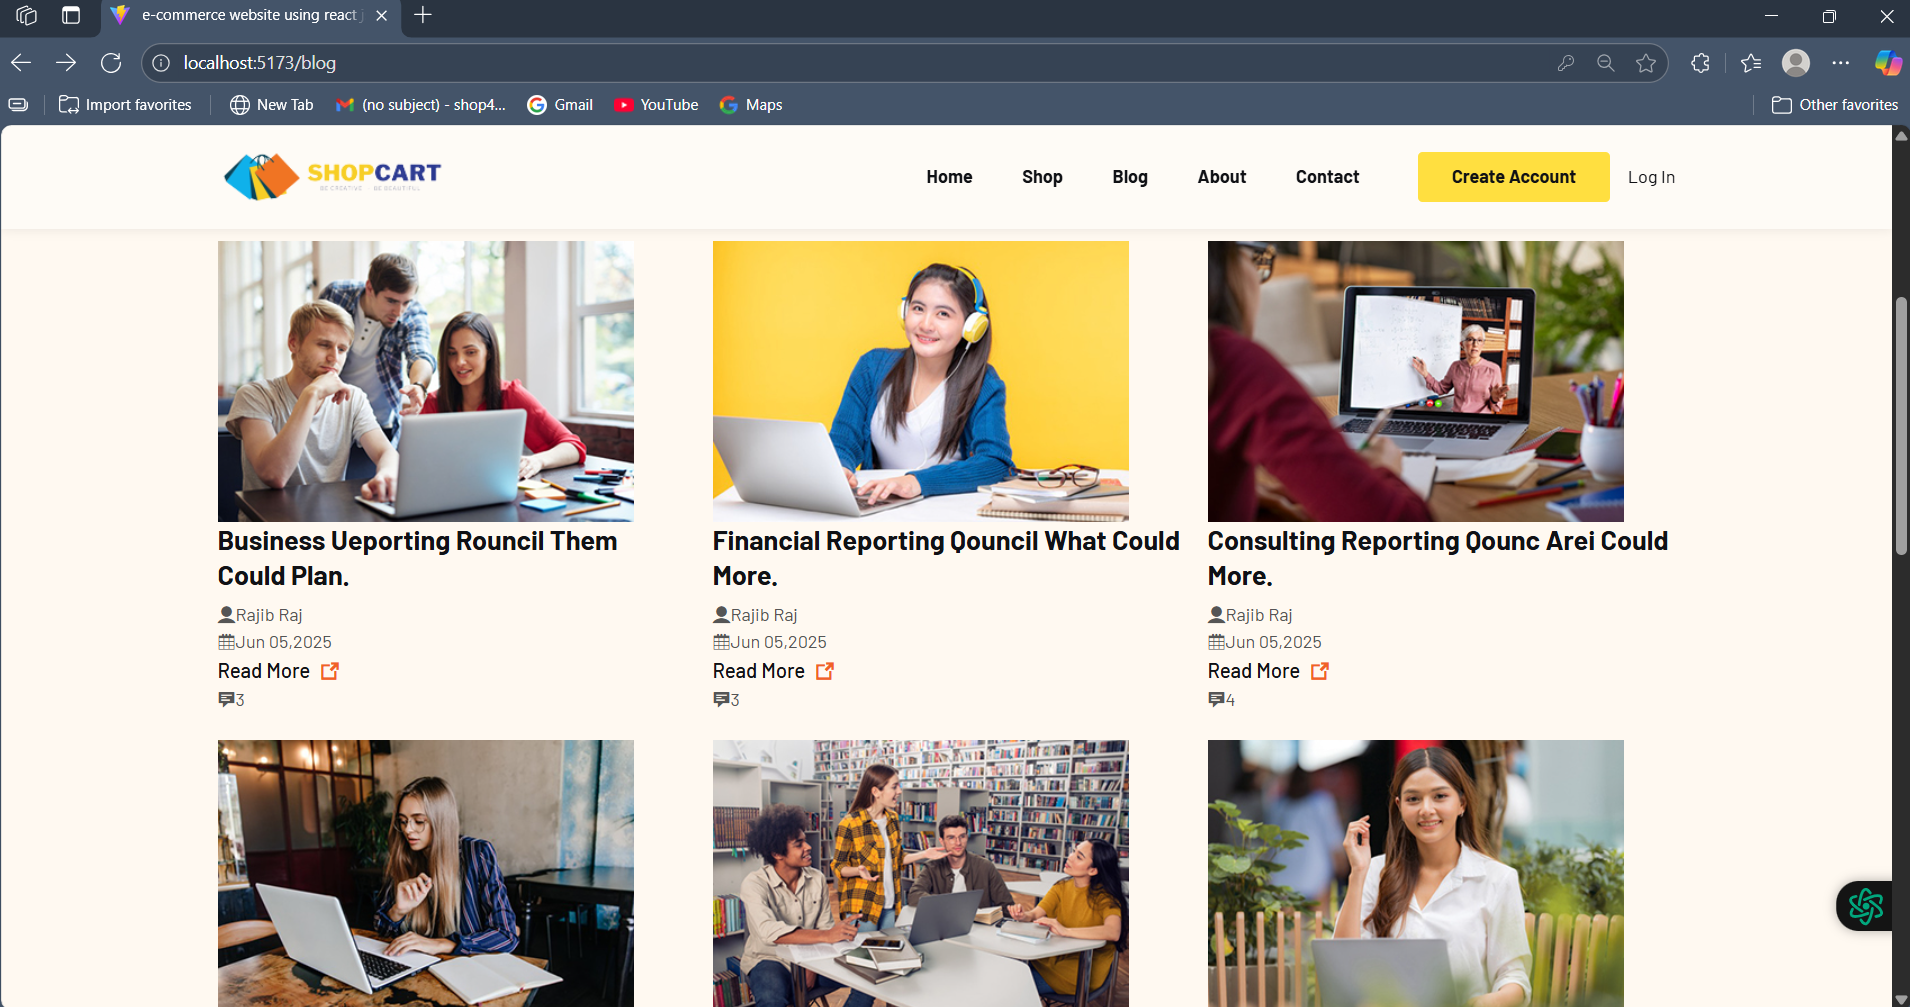 e-commerce website using react j
localhost:5173/blog
Import favorites
New Tab
(no subject) - shop4...
Gmail
YouTube
Maps
Other favorites
SHOPCART
BE CREATIVE - BE BEAUTIFUL
Home
Shop
Blog
About
Contact
Create Account
Log In
Business Ueporting Rouncil Them
Could Plan.
Rajib Raj
Jun 05,2025
Read More
3
Financial Reporting Qouncil What Could
More.
Rajib Raj
Jun 05,2025
Read More
3
Consulting Reporting Qounc Arei Could
More.
Rajib Raj
Jun 05,2025
Read More
4